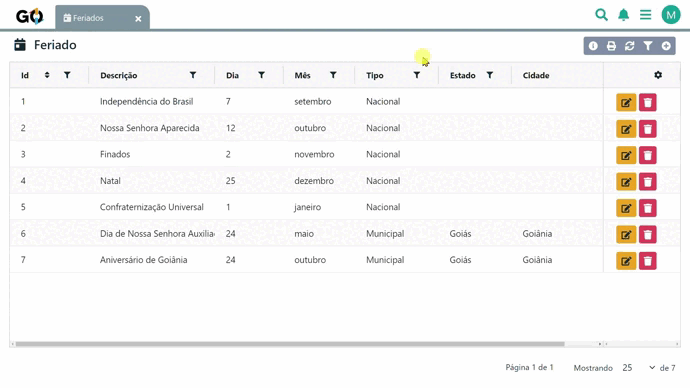 GO Feriados
M
Feriado
Id Descrição Dia Mês Tipo Estado Cidade
1 Independência do Brasil 7 setembro Nacional
2 Nossa Senhora Aparecida 12 outubro Nacional
3 Finados 2 novembro Nacional
4 Natal 25 dezembro Nacional
5 Confraternização Universal 1 janeiro Nacional
6 Dia de Nossa Senhora Auxilia 24 maio Municipal Goiás Goiânia
7 Aniversário de Goiânia 24 outubro Municipal Goiás Goiânia
Página 1 de 1 Mostrando 25 de 7